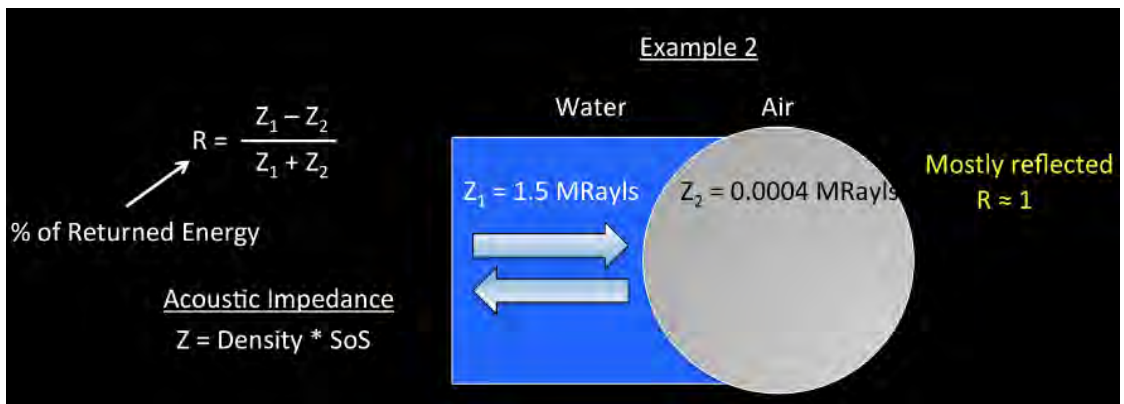 Example 2
Water Air
R = Z₁ – Z₂
Z₁ + Z₂
Z₁ = 1.5 MRayls Z₂ = 0.0004 MRayls
Mostly reflected
R ≈ 1
% of Returned Energy
Acoustic Impedance
Z = Density * SoS